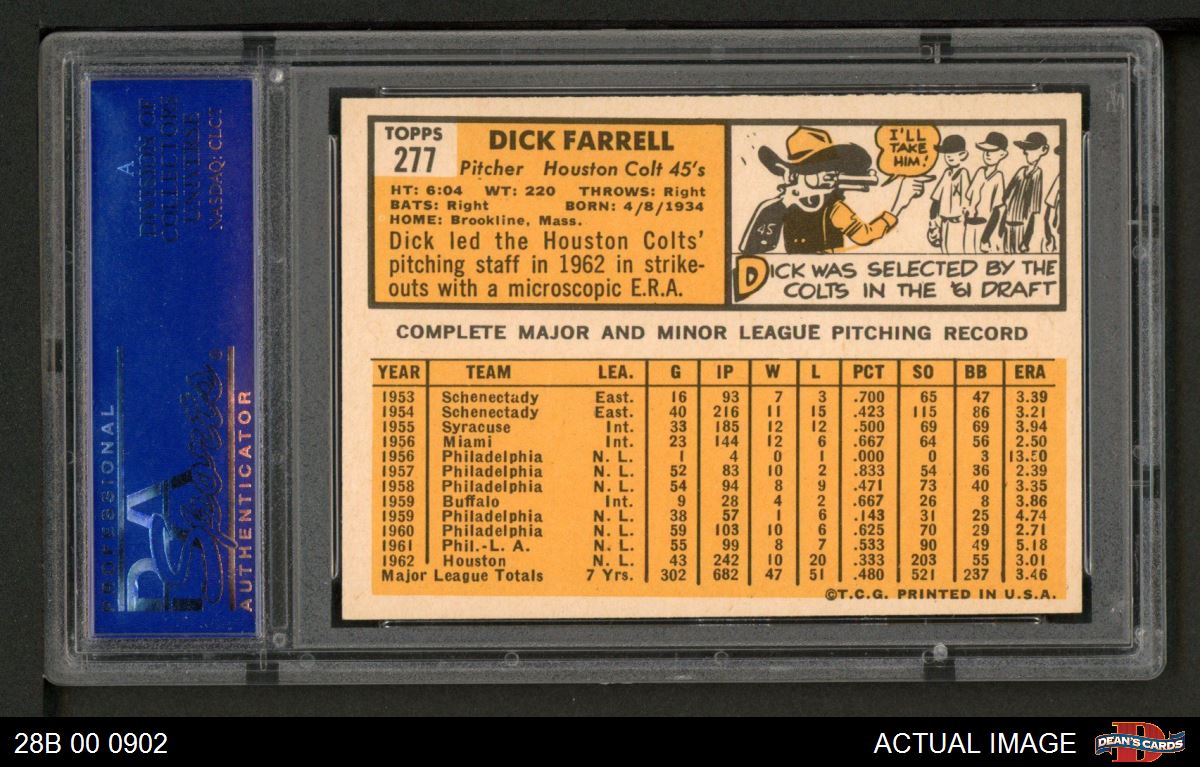 A
DIVISION OF
COLLECTORS
UNIVERSE
NASDAQ: CLCT
PROFESSIONAL
PSA
Sports
AUTHENTICATOR
TOPPS
277
DICK FARRELL
Pitcher Houston Colt 45's
HT: 6:04 WT: 220 THROWS: Right
BATS: Right BORN: 4/8/1934
HOME: Brookline, Mass.
Dick led the Houston Colts'
pitching staff in 1962 in strike-
outs with a microscopic E.R.A.
I'LL
TAKE
HIM!
45
DICK WAS SELECTED BY THE
COLTS IN THE '61 DRAFT
COMPLETE MAJOR AND MINOR LEAGUE PITCHING RECORD
YEAR TEAM LEA. G IP W L PCT SO BB ERA
1953 Schenectady East. 16 93 7 3 .700 65 47 3.39
1954 Schenectady East. 40 216 11 15 .423 115 86 3.21
1955 Syracuse Int. 33 185 12 12 .500 69 69 3.94
1956 Miami Int. 23 144 12 6 .667 64 56 2.50
1956 Philadelphia N. L. 1 4 0 1 .000 0 3 13.50
1957 Philadelphia N. L. 52 83 10 2 .833 54 36 2.39
1958 Philadelphia N. L. 54 94 8 9 .471 73 40 3.35
1959 Buffalo Int. 9 28 4 2 .667 26 8 3.86
1959 Philadelphia N. L. 38 57 1 6 .143 31 25 4.74
1960 Philadelphia N. L. 59 103 10 6 .625 70 29 2.71
1961 Phil.-L. A. N. L. 55 99 8 7 .533 90 49 5.18
1962 Houston N. L. 43 242 10 20 .333 203 55 3.01
Major League Totals 7 Yrs. 302 682 47 51 .480 521 237 3.46
©T.C.G. PRINTED IN U.S.A.
28B 00 0902
ACTUAL IMAGE
D
DEAN'S CARDS